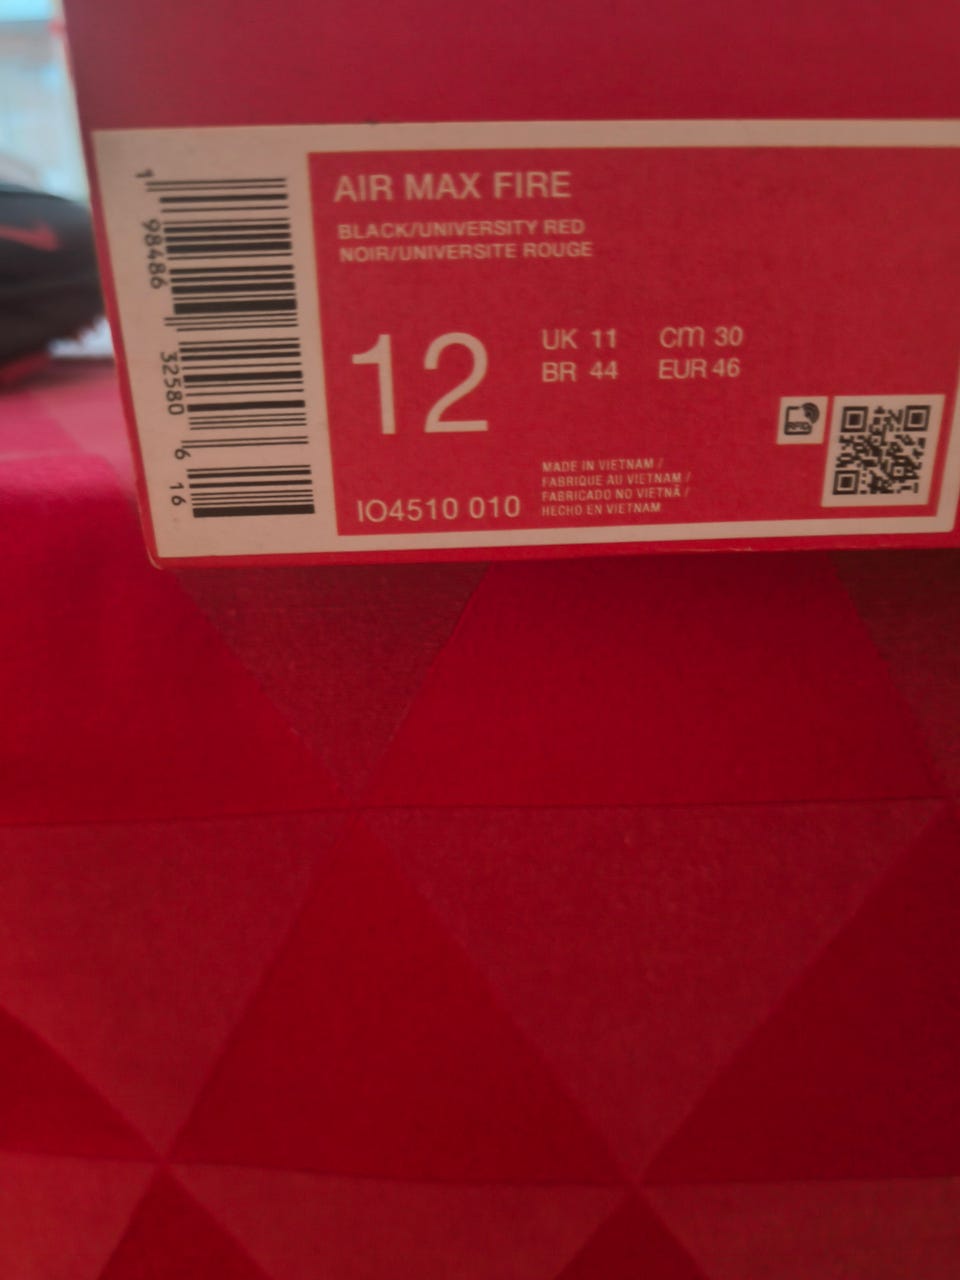 AIR MAX FIRE
BLACK/UNIVERSITY RED
NOIR/UNIVERSITE ROUGE
12
UK 11 cm 30
BR 44 EUR 46
RFID
MADE IN VIETNAM /
FABRIQUE AU VIETNAM /
FABRICADO NO VIETNÃ /
HECHO EN VIETNAM
IO4510 010
1 98486 32580 6 16